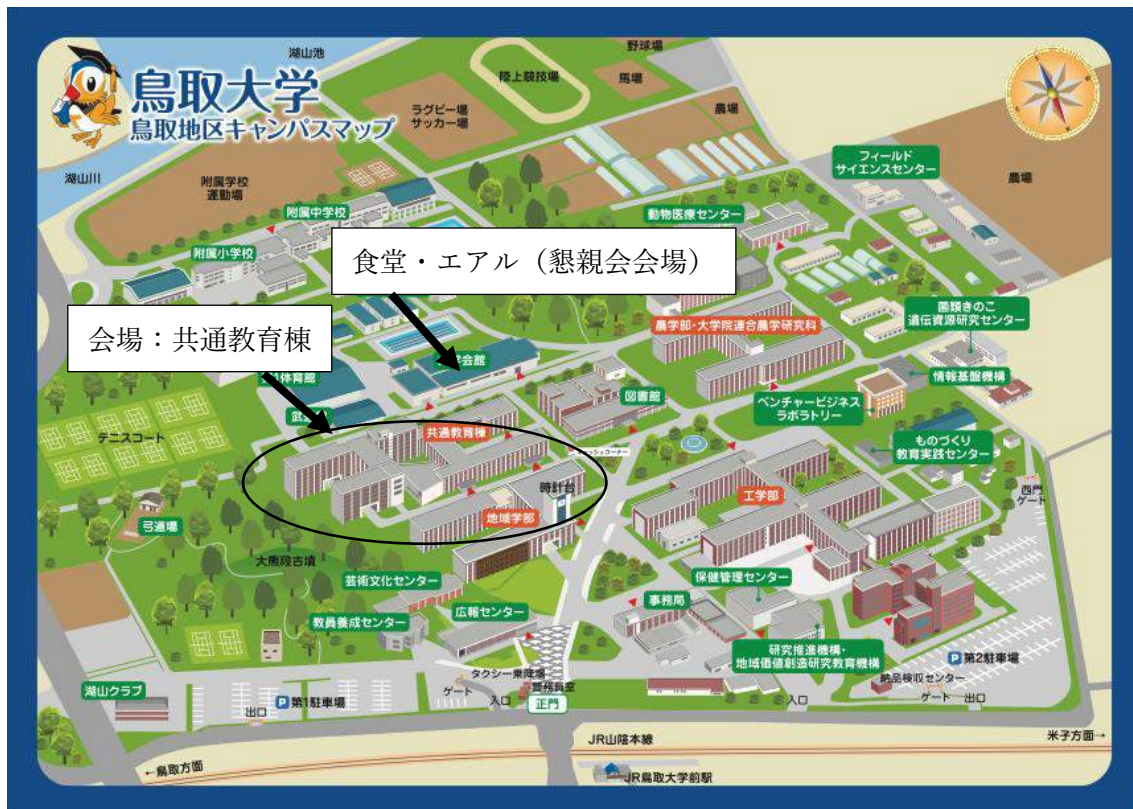 鳥取大学
鳥取地区キャンパスマップ
湖山池
野球場
陸上競技場
馬場
ラグビー場
サッカー場
農場
フィールド
サイエンスセンター
農場
湖山川
附属学校
運動場
附属中学校
動物医療センター
附属小学校
食堂・エアル（懇親会会場）
会場：共通教育棟
菌類きのこ
遺伝資源研究センター
農学部・大学院連合農学研究科
会館
体育館
情報基盤機構
図書館
ベンチャービジネス
ラボラトリー
テニスコート
共通教育棟
ものづくり
教育実践センター
時計台
工学部
西門
ゲート
地域学部
弓道場
大熊段古墳
芸術文化センター
保健管理センター
事務局
教員養成センター
広報センター
研究推進機構・
地域価値創造研究教育機構
P第2駐車場
タクシー乗降場
納品検収センター
湖山クラブ
ゲート
警務員室
P第1駐車場
入口
正門
入口
ゲート
出口
出口
JR山陰本線
米子方面→
←鳥取方面
JR鳥取大学前駅